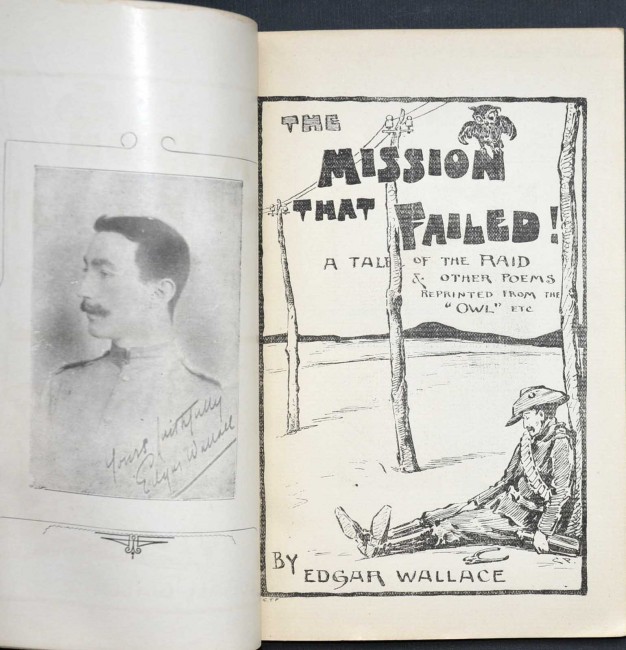 Yours faithfully
Edgar Wallace
THE
MISSION
THAT FAILED!
A TALE OF THE RAID
& OTHER POEMS
REPRINTED FROM THE
"OWL" ETC
BY EDGAR WALLACE